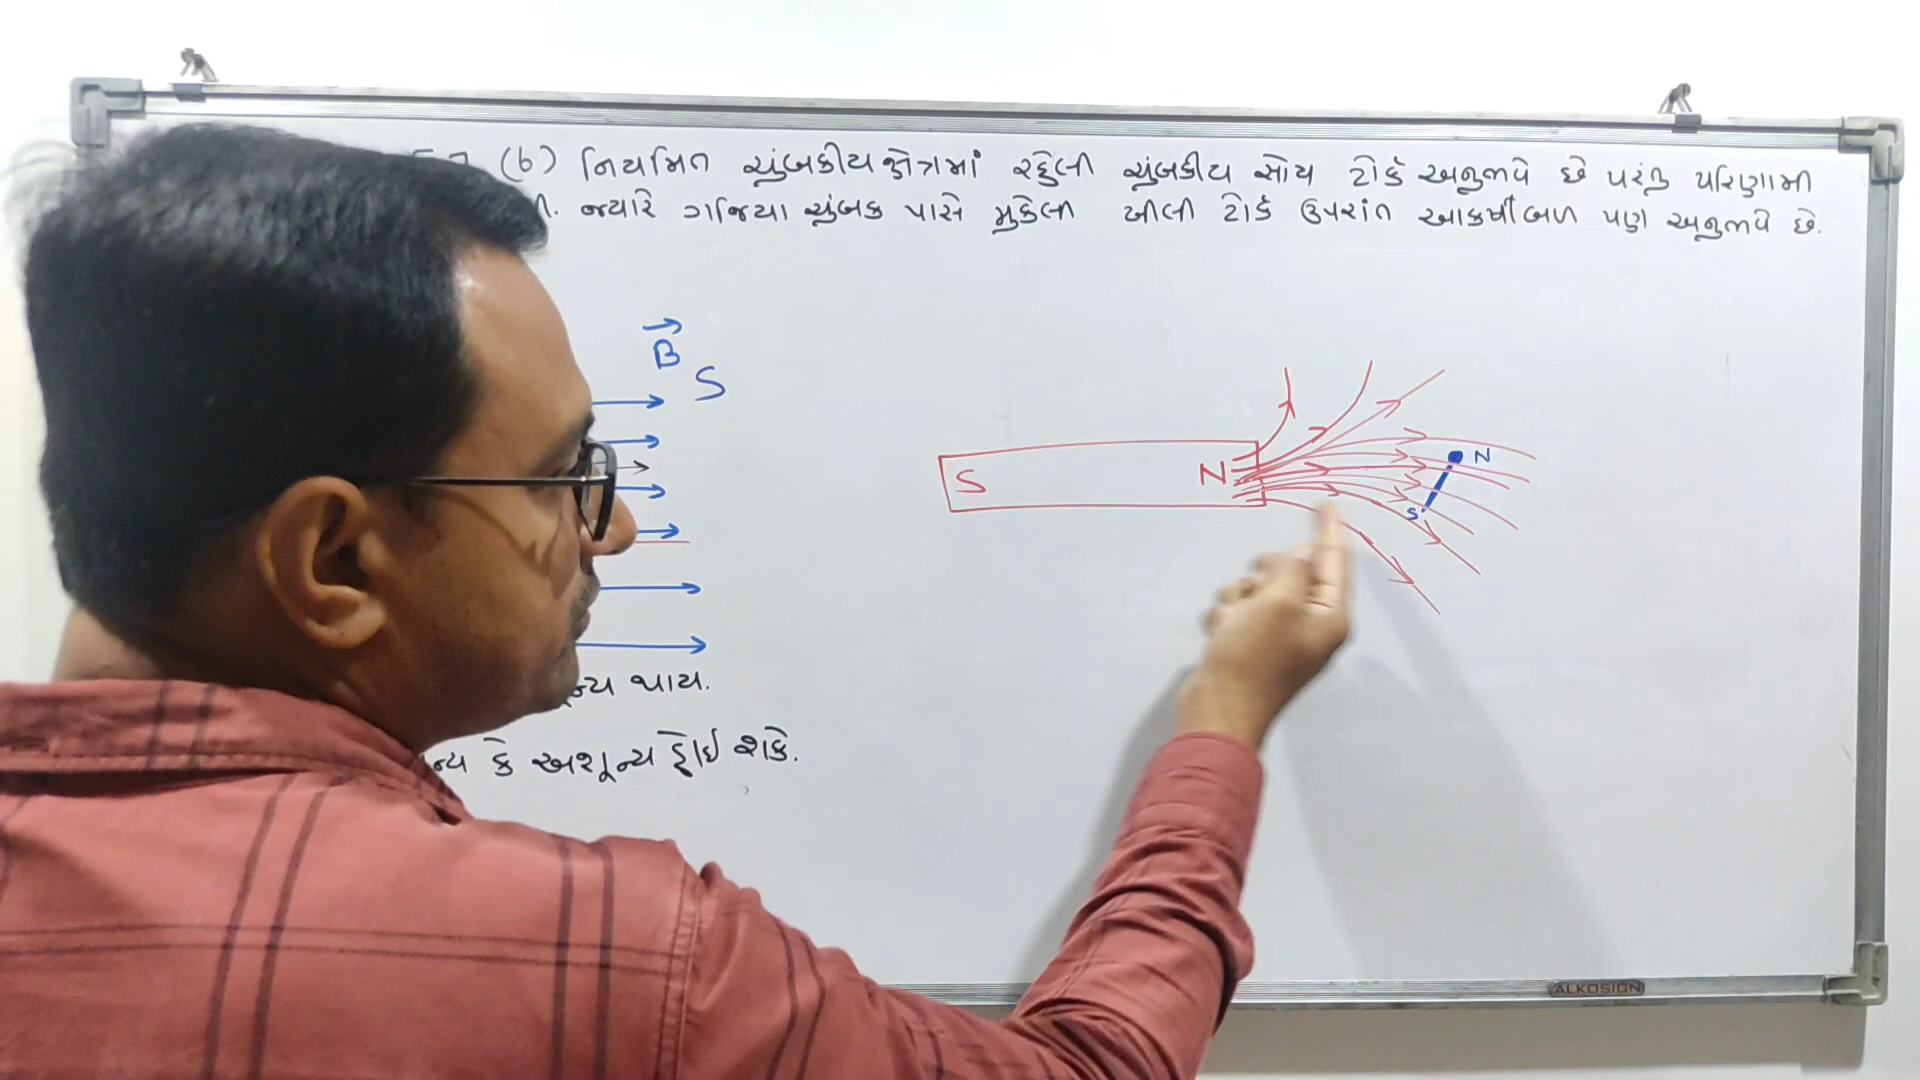 (b) નિયમિત ચુંબકીયક્ષેત્રમાં રહેલી ચુંબકીય સોય ટોર્ક અનુભવે છે પરંતુ પરિણામી
જ્યારે ગજિયા ચુંબક પાસે મુકેલી ખીલી ટોર્ક ઉપરાંત આકર્ષીબળ પણ અનુભવે છે.
B
S
S N
N
S
થાય.
કે અશૂન્ય હોઈ શકે.
ALKOSIGN